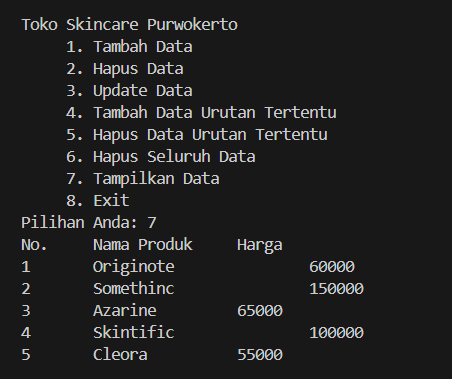 Toko Skincare Purwokerto
1. Tambah Data
2. Hapus Data
3. Update Data
4. Tambah Data Urutan Tertentu
5. Hapus Data Urutan Tertentu
6. Hapus Seluruh Data
7. Tampilkan Data
8. Exit
Pilihan Anda: 7
No. Nama Produk Harga
1 Originote 60000
2 Somethinc 150000
3 Azarine 65000
4 Skintific 100000
5 Cleora 55000